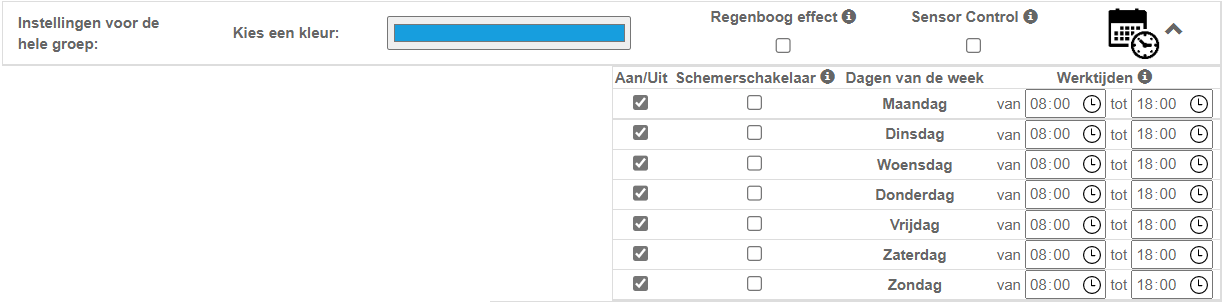 Instellingen voor de
hele groep:
Kies een kleur:
Regenboog effect
Sensor Control
Aan/Uit Schemerschakelaar Dagen van de week Werktijden
Maandag van 08:00 tot 18:00
Dinsdag van 08:00 tot 18:00
Woensdag van 08:00 tot 18:00
Donderdag van 08:00 tot 18:00
Vrijdag van 08:00 tot 18:00
Zaterdag van 08:00 tot 18:00
Zondag van 08:00 tot 18:00